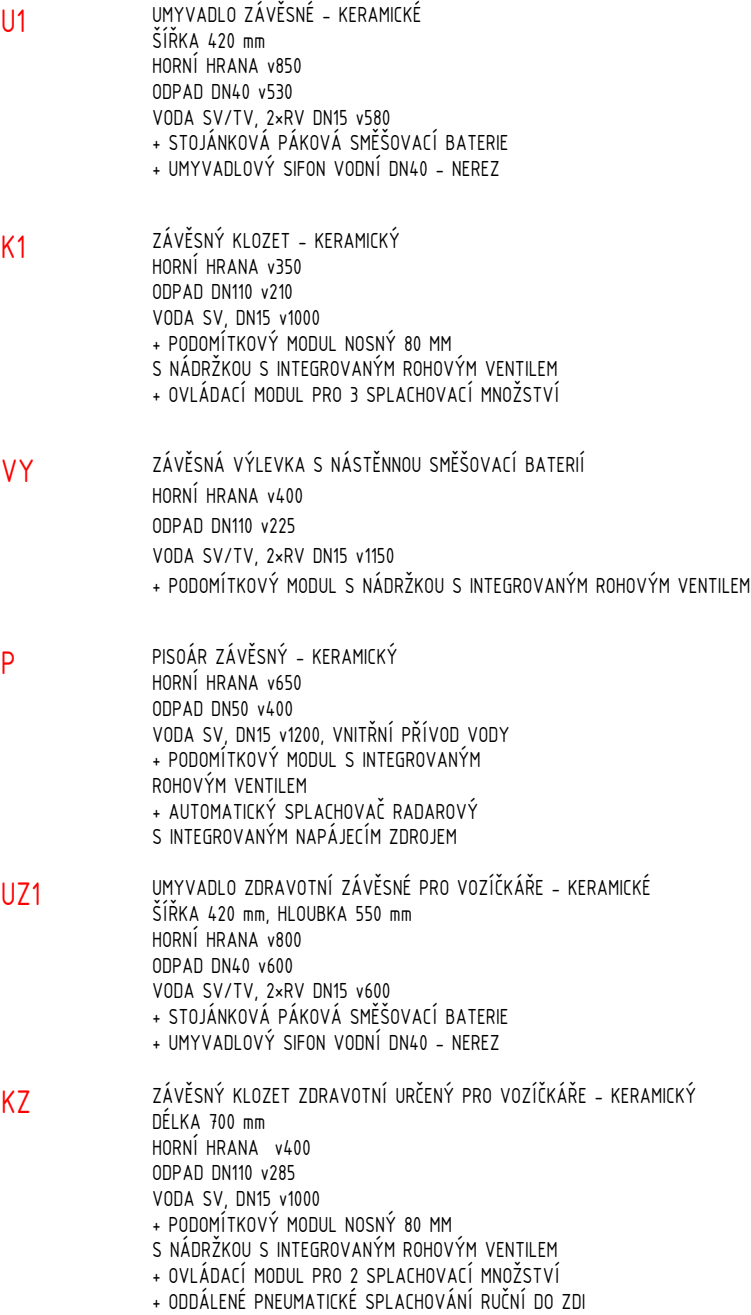 U1 UMYVADLO ZÁVĚSNÉ - KERAMICKÉ
ŠÍŘKA 420 mm
HORNÍ HRANA v850
ODPAD DN40 v530
VODA SV/TV, 2×RV DN15 v580
+ STOJÁNKOVÁ PÁKOVÁ SMĚŠOVACÍ BATERIE
+ UMYVADLOVÝ SIFON VODNÍ DN40 - NEREZ
K1 ZÁVĚSNÝ KLOZET - KERAMICKÝ
HORNÍ HRANA v350
ODPAD DN110 v210
VODA SV, DN15 v1000
+ PODOMÍTKOVÝ MODUL NOSNÝ 80 MM
S NÁDRŽKOU S INTEGROVANÝM ROHOVÝM VENTILEM
+ OVLÁDACÍ MODUL PRO 3 SPLACHOVACÍ MNOŽSTVÍ
VY ZÁVĚSNÁ VÝLEVKA S NÁSTĚNNOU SMĚŠOVACÍ BATERIÍ
HORNÍ HRANA v400
ODPAD DN110 v225
VODA SV/TV, 2×RV DN15 v1150
+ PODOMÍTKOVÝ MODUL S NÁDRŽKOU S INTEGROVANÝM ROHOVÝM VENTILEM
P PISOÁR ZÁVĚSNÝ - KERAMICKÝ
HORNÍ HRANA v650
ODPAD DN50 v400
VODA SV, DN15 v1200, VNITŘNÍ PŘÍVOD VODY
+ PODOMÍTKOVÝ MODUL S INTEGROVANÝM
ROHOVÝM VENTILEM
+ AUTOMATICKÝ SPLACHOVAČ RADAROVÝ
S INTEGROVANÝM NAPÁJECÍM ZDROJEM
UZ1 UMYVADLO ZDRAVOTNÍ ZÁVĚSNÉ PRO VOZÍČKÁŘE - KERAMICKÉ
ŠÍŘKA 420 mm, HLOUBKA 550 mm
HORNÍ HRANA v800
ODPAD DN40 v600
VODA SV/TV, 2×RV DN15 v600
+ STOJÁNKOVÁ PÁKOVÁ SMĚŠOVACÍ BATERIE
+ UMYVADLOVÝ SIFON VODNÍ DN40 - NEREZ
KZ ZÁVĚSNÝ KLOZET ZDRAVOTNÍ URČENÝ PRO VOZÍČKÁŘE - KERAMICKÝ
DÉLKA 700 mm
HORNÍ HRANA v400
ODPAD DN110 v285
VODA SV, DN15 v1000
+ PODOMÍTKOVÝ MODUL NOSNÝ 80 MM
S NÁDRŽKOU S INTEGROVANÝM ROHOVÝM VENTILEM
+ OVLÁDACÍ MODUL PRO 2 SPLACHOVACÍ MNOŽSTVÍ
+ ODDÁLENÉ PNEUMATICKÉ SPLACHOVÁNÍ RUČNÍ DO ZDI